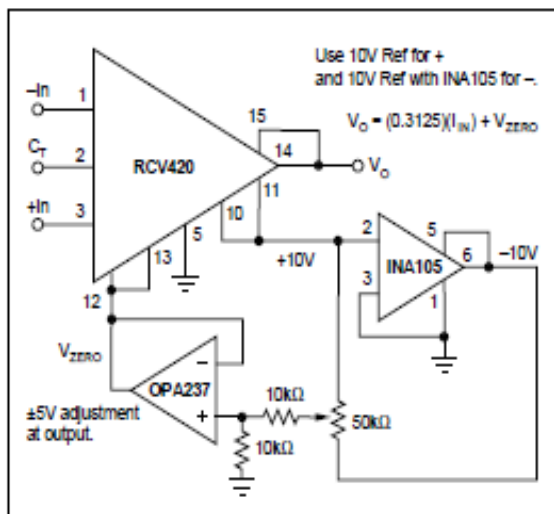 Use 10V Ref for +
and 10V Ref with INA105 for –.
V_O = (0.3125)(I_IN) + V_ZERO
–In
1
15
14
V_O
C_T
2
RCV420
11
+In
3
10
5
13
12
+10V
2
5
6
–10V
INA105
3
1
V_ZERO
–
OPA237
+
±5V adjustment
at output.
10kΩ
10kΩ
50kΩ